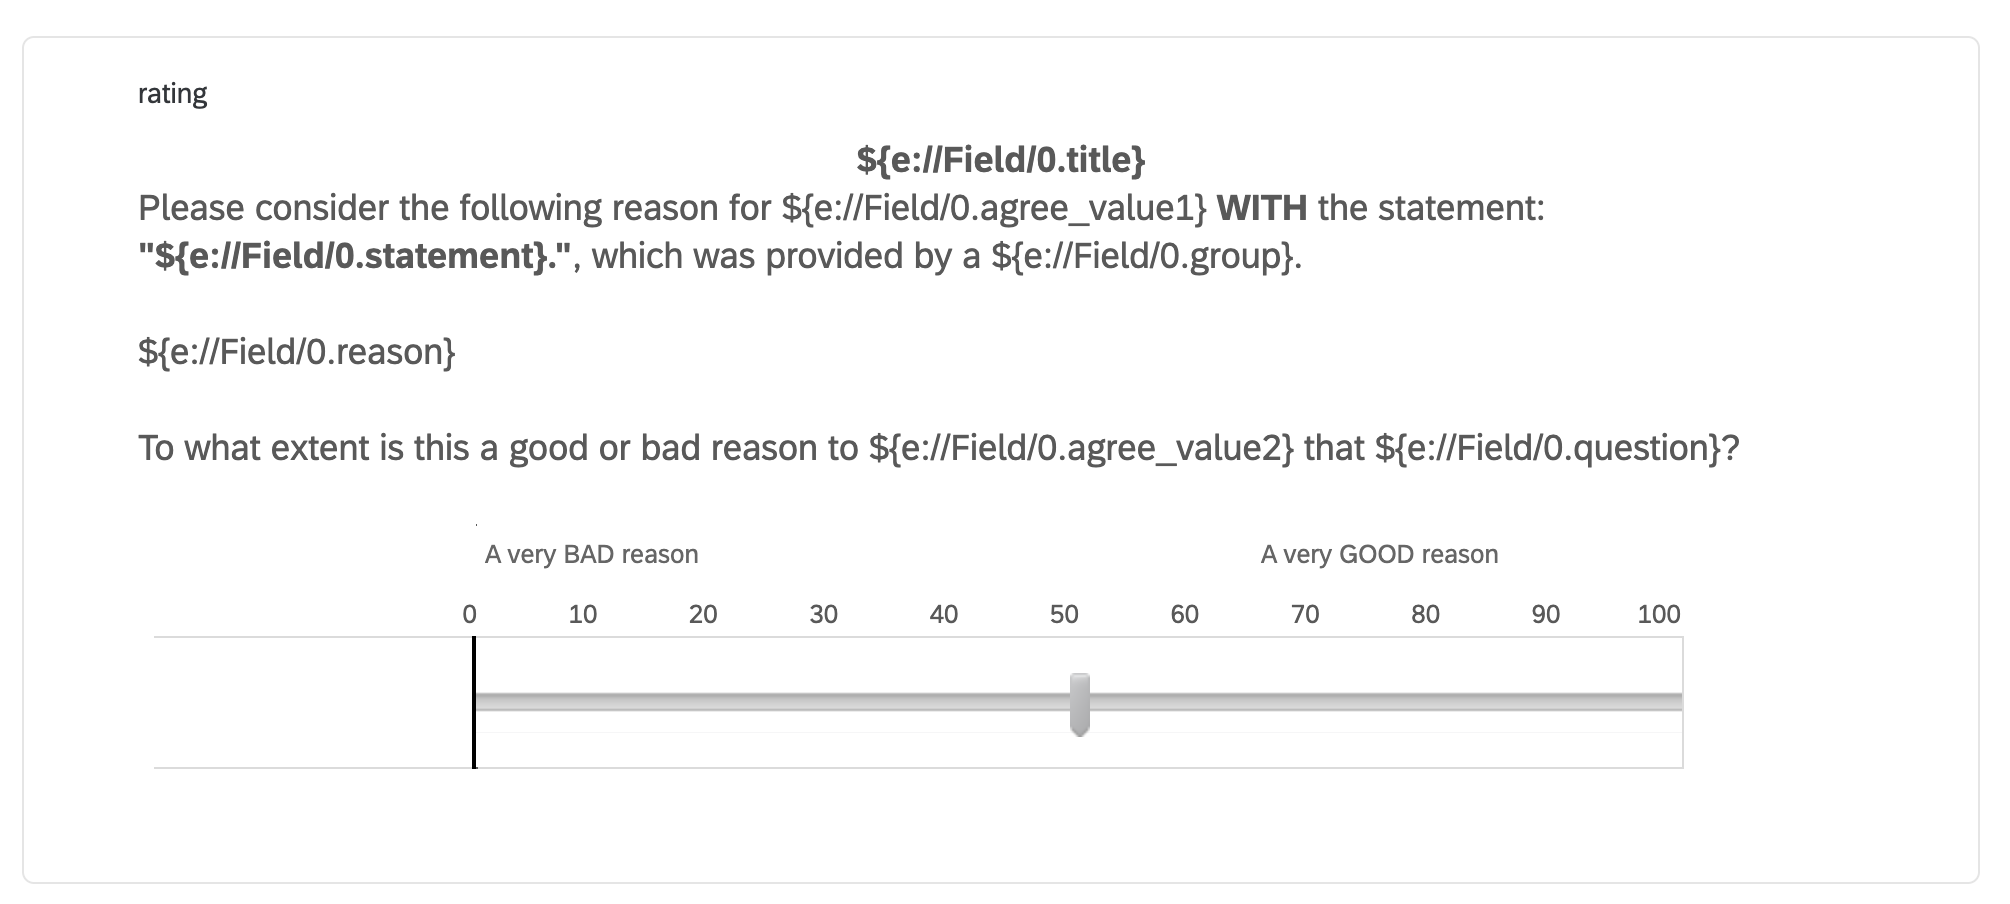 rating
${e://Field/0.title}
Please consider the following reason for ${e://Field/0.agree_value1} WITH the statement:
"${e://Field/0.statement}.", which was provided by a ${e://Field/0.group}.
${e://Field/0.reason}
To what extent is this a good or bad reason to ${e://Field/0.agree_value2} that ${e://Field/0.question}?
A very BAD reason A very GOOD reason
0 10 20 30 40 50 60 70 80 90 100